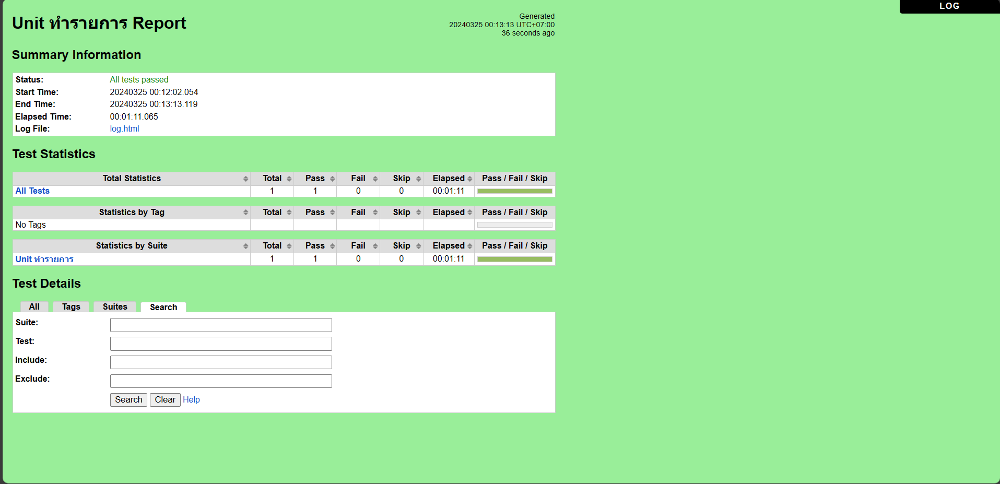 LOG
Unit ทำรายการ Report
Generated
20240325 00:13:13 UTC+07:00
36 seconds ago
Summary Information
Status: All tests passed
Start Time: 20240325 00:12:02.054
End Time: 20240325 00:13:13.119
Elapsed Time: 00:01:11.065
Log File: log.html
Test Statistics
Total Statistics Total Pass Fail Skip Elapsed Pass / Fail / Skip
All Tests 1 1 0 0 00:01:11
Statistics by Tag Total Pass Fail Skip Elapsed Pass / Fail / Skip
No Tags
Statistics by Suite Total Pass Fail Skip Elapsed Pass / Fail / Skip
Unit ทำรายการ 1 1 0 0 00:01:11
Test Details
All Tags Suites Search
Suite:
Test:
Include:
Exclude:
Search Clear Help